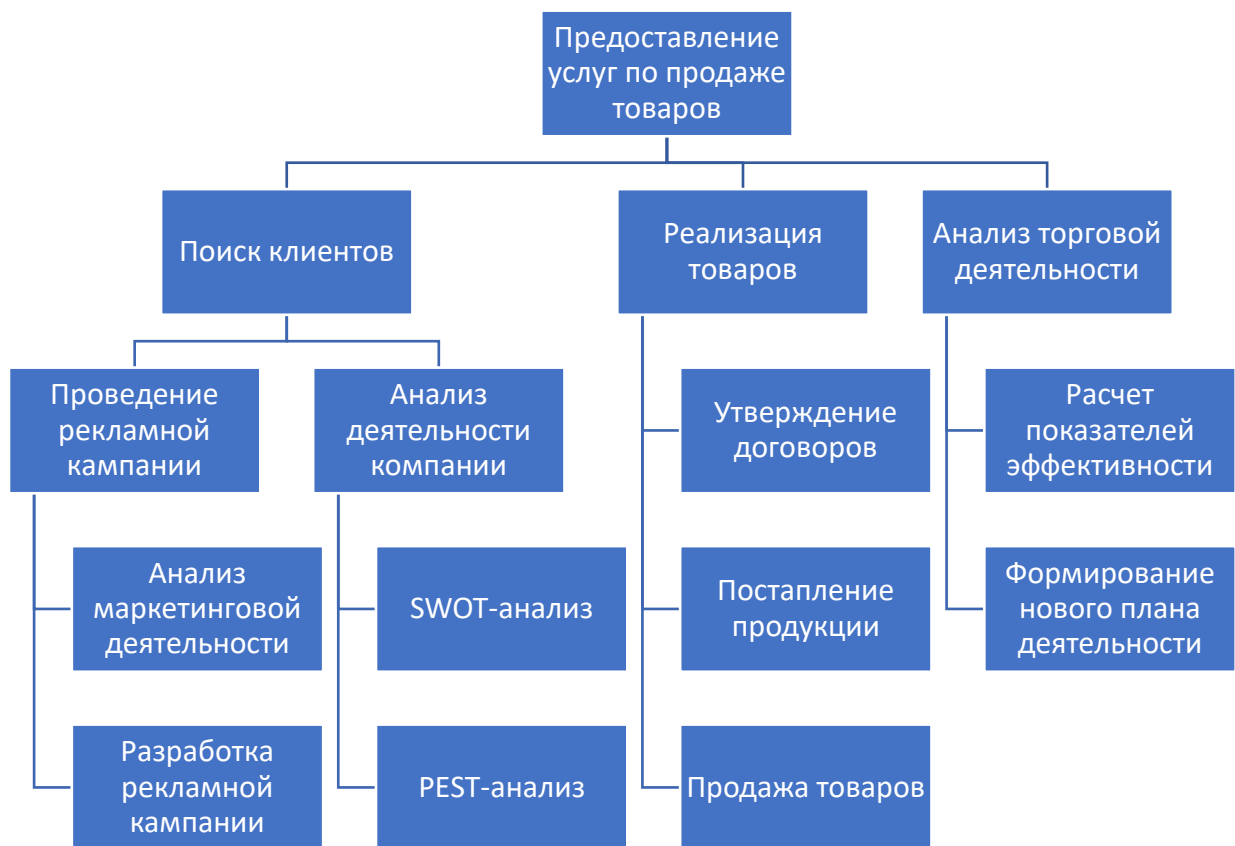 Предоставление
услуг по продаже
товаров
Поиск клиентов
Реализация
товаров
Анализ торговой
деятельности
Проведение
рекламной
кампании
Анализ
деятельности
компании
Утверждение
договоров
Расчет
показателей
эффективности
Анализ
маркетинговой
деятельности
SWOT-анализ
Постапление
продукции
Формирование
нового плана
деятельности
Разработка
рекламной
кампании
PEST-анализ
Продажа товаров